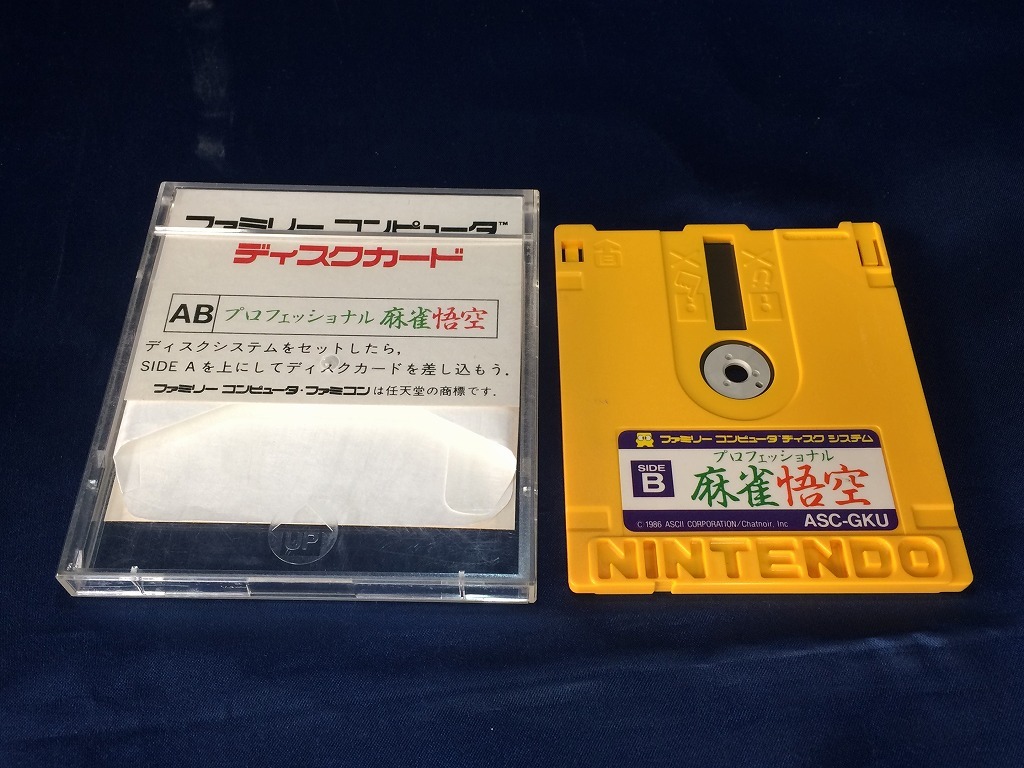 ファミリー コンピュータ™
ディスクカード
AB プロフェッショナル 麻雀悟空
ディスクシステムをセットしたら,
SIDE A を上にしてディスクカードを差し込もう.
ファミリー コンピュータ・ファミコンは任天堂の商標です.
UP
ファミリー コンピュータ™ ディスク システム
SIDE B
プロフェッショナル
麻雀悟空
© 1986 ASCII CORPORATION/Chatnoir, Inc ASC-GKU
NINTENDO